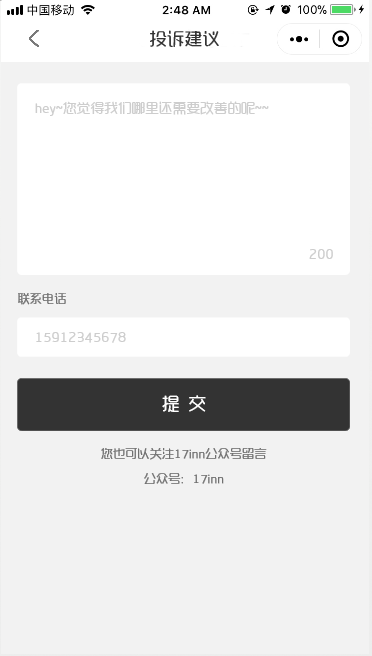 中国移动 2:48 AM 100%
投诉建议
hey~您觉得我们哪里还需要改善的呢~~
200
联系电话
15912345678
提 交
您也可以关注17inn公众号留言
公众号: 17inn